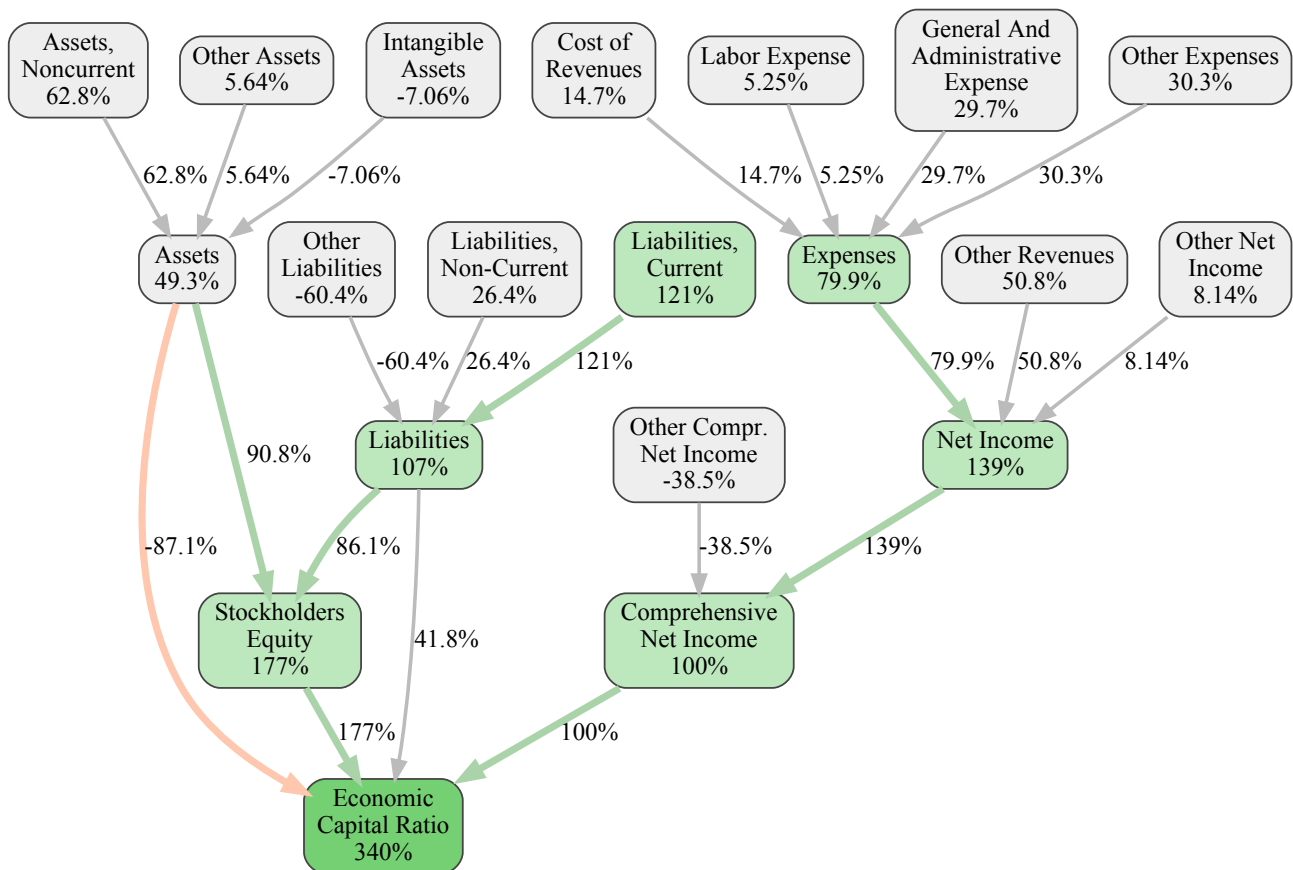 Assets,
Noncurrent
62.8%
Other Assets
5.64%
Intangible
Assets
-7.06%
Cost of
Revenues
14.7%
Labor Expense
5.25%
General And
Administrative
Expense
29.7%
Other Expenses
30.3%
62.8%
5.64%
-7.06%
14.7%
5.25%
29.7%
30.3%
Assets
49.3%
Other
Liabilities
-60.4%
Liabilities,
Non-Current
26.4%
Liabilities,
Current
121%
Expenses
79.9%
Other Revenues
50.8%
Other Net
Income
8.14%
-60.4%
26.4%
121%
79.9%
50.8%
8.14%
90.8%
Liabilities
107%
Other Compr.
Net Income
-38.5%
Net Income
139%
-87.1%
86.1%
41.8%
-38.5%
139%
Stockholders
Equity
177%
Comprehensive
Net Income
100%
177%
100%
Economic
Capital Ratio
340%